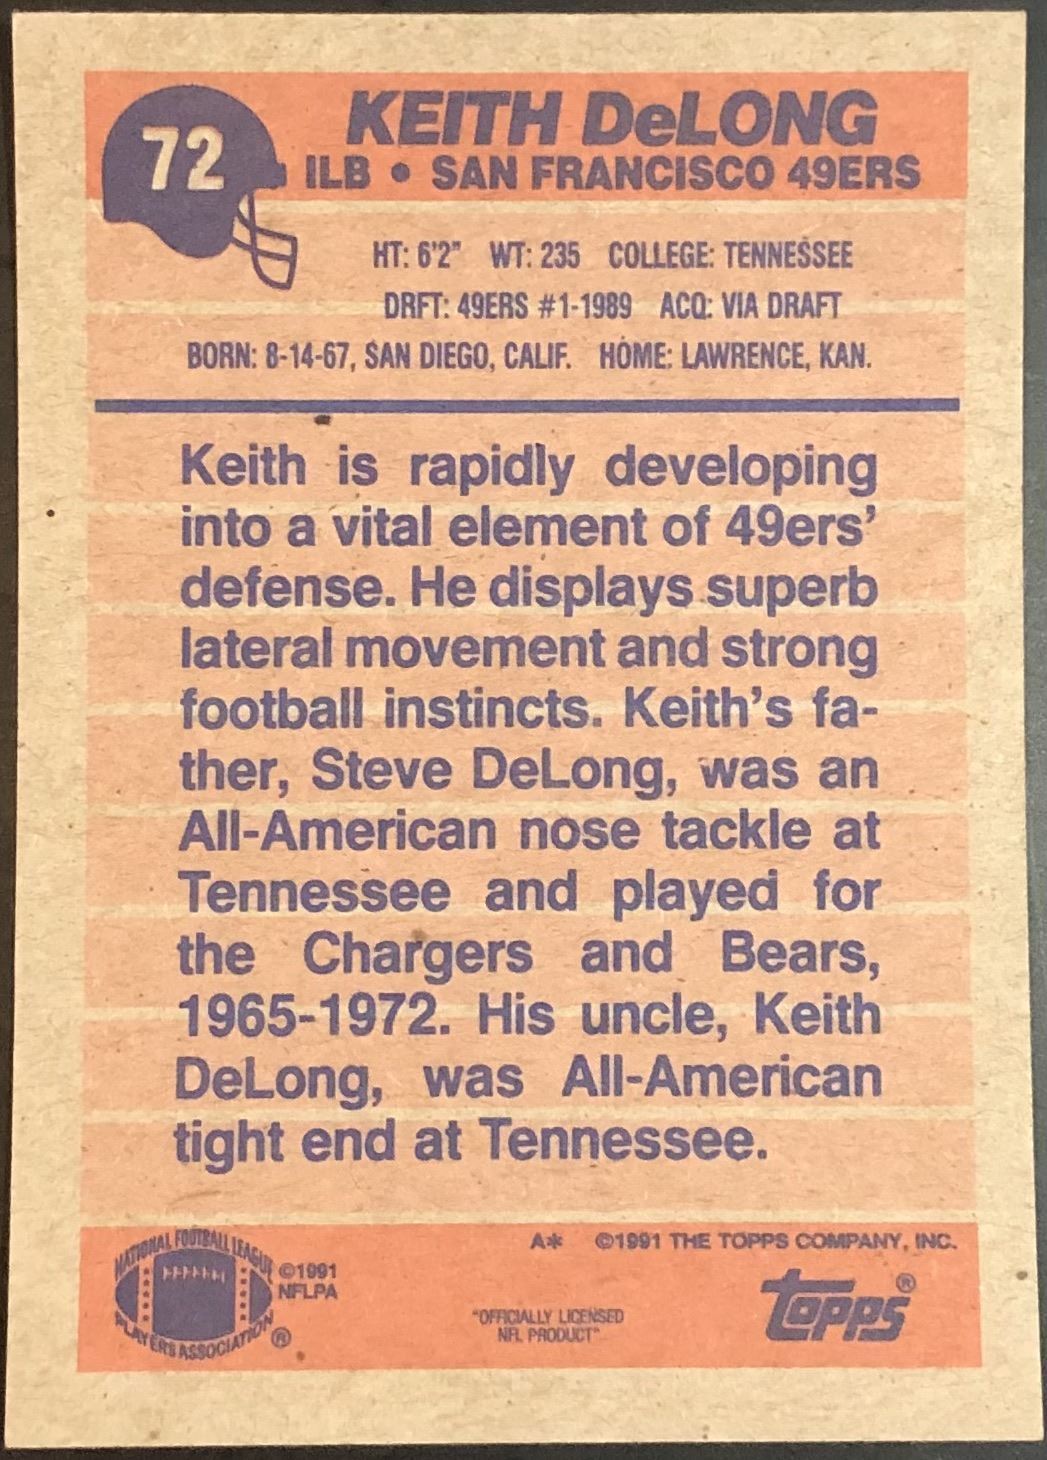 72
KEITH DeLONG
ILB • SAN FRANCISCO 49ERS
HT: 6'2" WT: 235 COLLEGE: TENNESSEE
DRFT: 49ERS #1-1989 ACQ: VIA DRAFT
BORN: 8-14-67, SAN DIEGO, CALIF. HOME: LAWRENCE, KAN.
Keith is rapidly developing
into a vital element of 49ers'
defense. He displays superb
lateral movement and strong
football instincts. Keith's fa-
ther, Steve DeLong, was an
All-American nose tackle at
Tennessee and played for
the Chargers and Bears,
1965-1972. His uncle, Keith
DeLong, was All-American
tight end at Tennessee.
NATIONAL FOOTBALL LEAGUE
PLAYERS ASSOCIATION ®
©1991
NFLPA
A* ©1991 THE TOPPS COMPANY, INC.
"OFFICIALLY LICENSED
NFL PRODUCT"
topps®